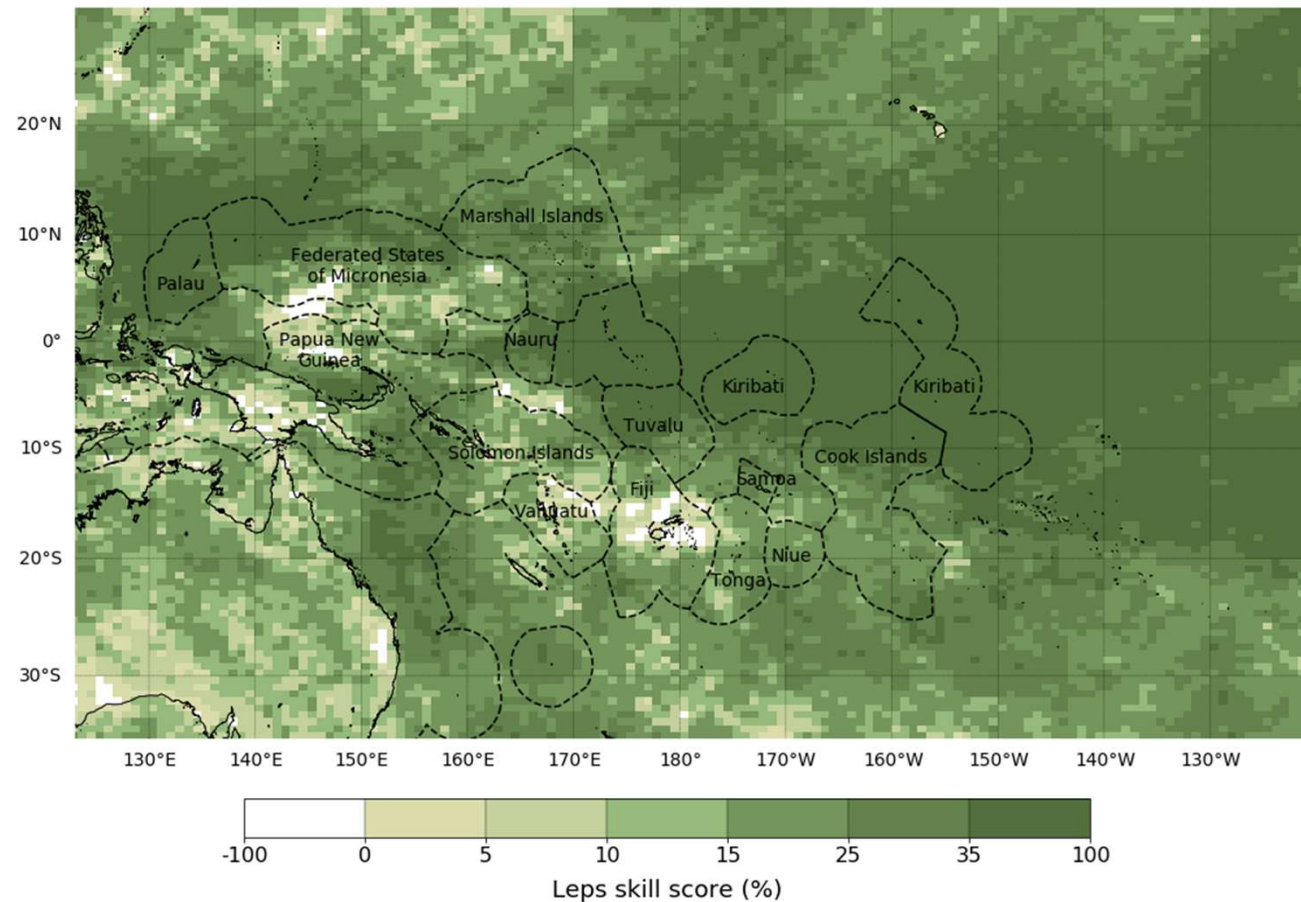 20°N
Marshall Islands
10°N
Federated States
of Micronesia
Palau
0°
Papua New
Guinea
Nauru
Kiribati
Kiribati
Tuvalu
10°S
Solomon Islands
Cook Islands
Samoa
Fiji
Vanuatu
20°S
Niue
Tonga
30°S
130°E 140°E 150°E 160°E 170°E 180° 170°W 160°W 150°W 140°W 130°W
-100 0 5 10 15 25 35 100
Leps skill score (%)